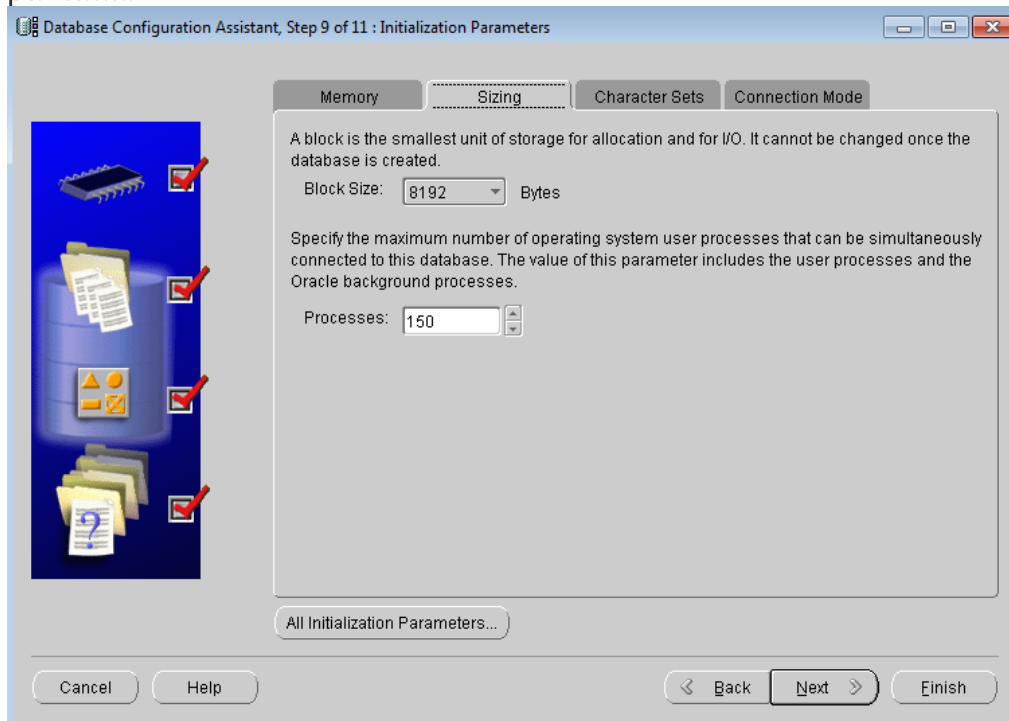 Database Configuration Assistant, Step 9 of 11 : Initialization Parameters
Memory Sizing Character Sets Connection Mode
A block is the smallest unit of storage for allocation and for I/O. It cannot be changed once the
database is created.
Block Size: 8192 Bytes
Specify the maximum number of operating system user processes that can be simultaneously
connected to this database. The value of this parameter includes the user processes and the
Oracle background processes.
Processes: 150
?
All Initialization Parameters...
Cancel Help Back Next Finish